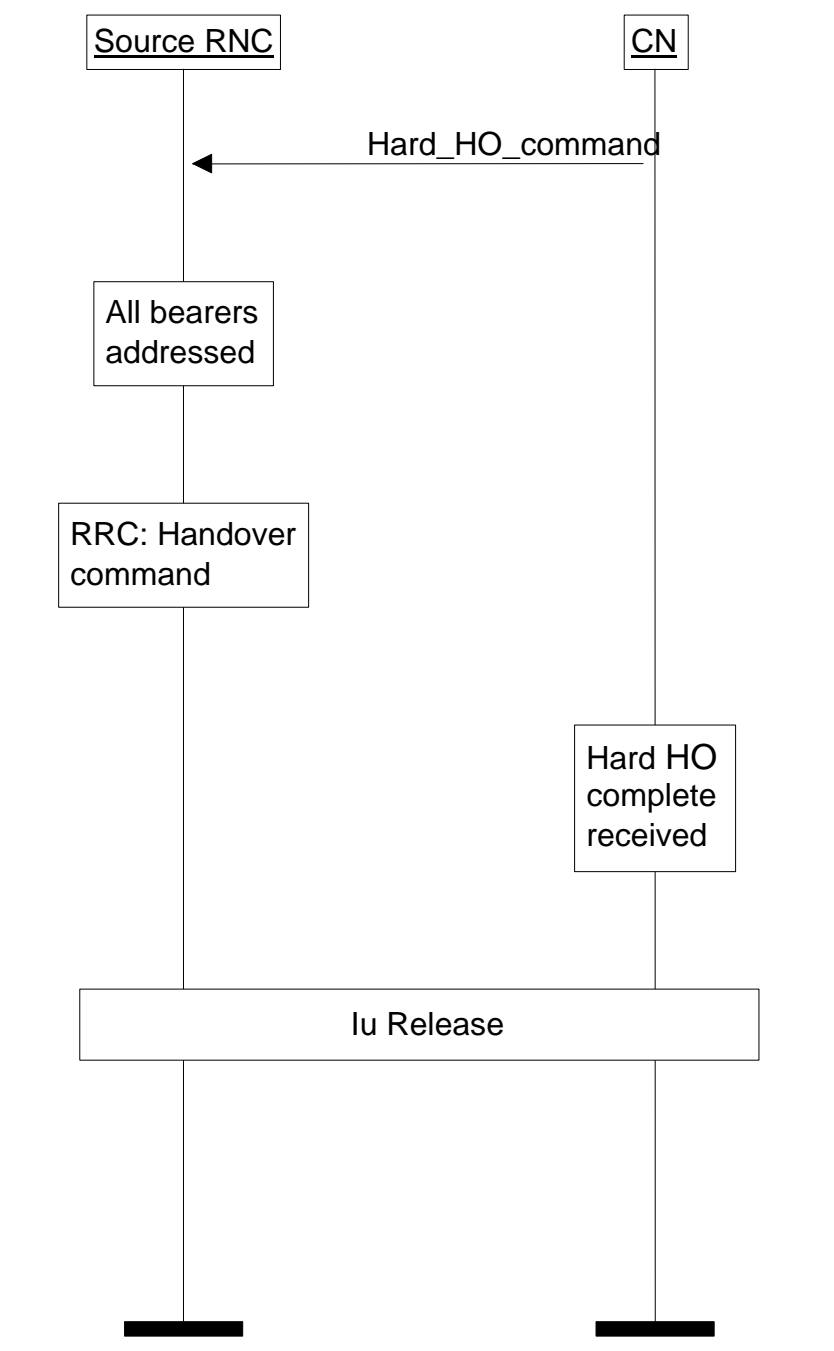 Source RNC
CN
Hard_HO_command
All bearers
addressed
RRC: Handover
command
Hard HO
complete
received
Iu Release